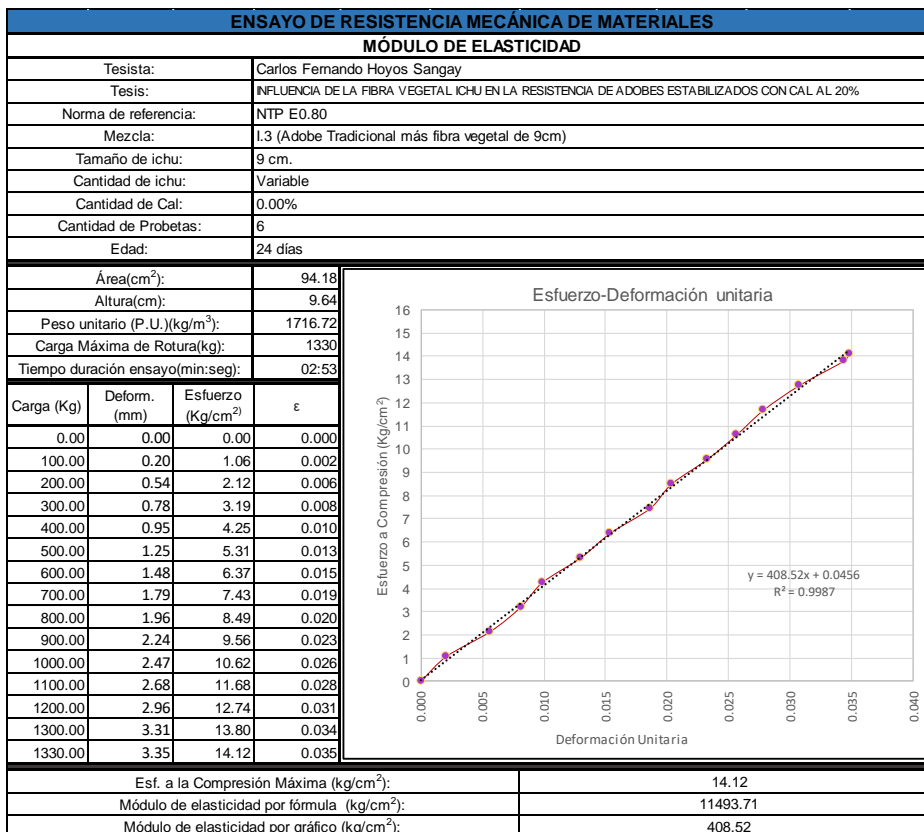 ENSAYO DE RESISTENCIA MECÁNICA DE MATERIALES
MÓDULO DE ELASTICIDAD
Tesista: Carlos Fernando Hoyos Sangay
Tesis: INFLUENCIA DE LA FIBRA VEGETAL ICHU EN LA RESISTENCIA DE ADOBES ESTABILIZADOS CON CAL AL 20%
Norma de referencia: NTP E0.80
Mezcla: I.3 (Adobe Tradicional más fibra vegetal de 9cm)
Tamaño de ichu: 9 cm.
Cantidad de ichu: Variable
Cantidad de Cal: 0.00%
Cantidad de Probetas: 6
Edad: 24 días
Área(cm²): 94.18
Altura(cm): 9.64
Peso unitario (P.U.)(kg/m³): 1716.72
Carga Máxima de Rotura(kg): 1330
Tiempo duración ensayo(min:seg): 02:53
Carga (Kg) Deform. (mm) Esfuerzo (Kg/cm²) ε
0.00 0.00 0.00 0.000
100.00 0.20 1.06 0.002
200.00 0.54 2.12 0.006
300.00 0.78 3.19 0.008
400.00 0.95 4.25 0.010
500.00 1.25 5.31 0.013
600.00 1.48 6.37 0.015
700.00 1.79 7.43 0.019
800.00 1.96 8.49 0.020
900.00 2.24 9.56 0.023
1000.00 2.47 10.62 0.026
1100.00 2.68 11.68 0.028
1200.00 2.96 12.74 0.031
1300.00 3.31 13.80 0.034
1330.00 3.35 14.12 0.035
Esfuerzo-Deformación unitaria
Esfuerzo a Compresión (Kg/cm²)
16
15
14
13
12
11
10
9
8
7
6
5
4
3
2
1
0
y = 408.52x + 0.0456
R² = 0.9987
0.000 0.005 0.010 0.015 0.020 0.025 0.030 0.035 0.040
Deformación Unitaria
Esf. a la Compresión Máxima (kg/cm²): 14.12
Módulo de elasticidad por fórmula (kg/cm²): 11493.71
Módulo de elasticidad por gráfico (kg/cm²): 408.52